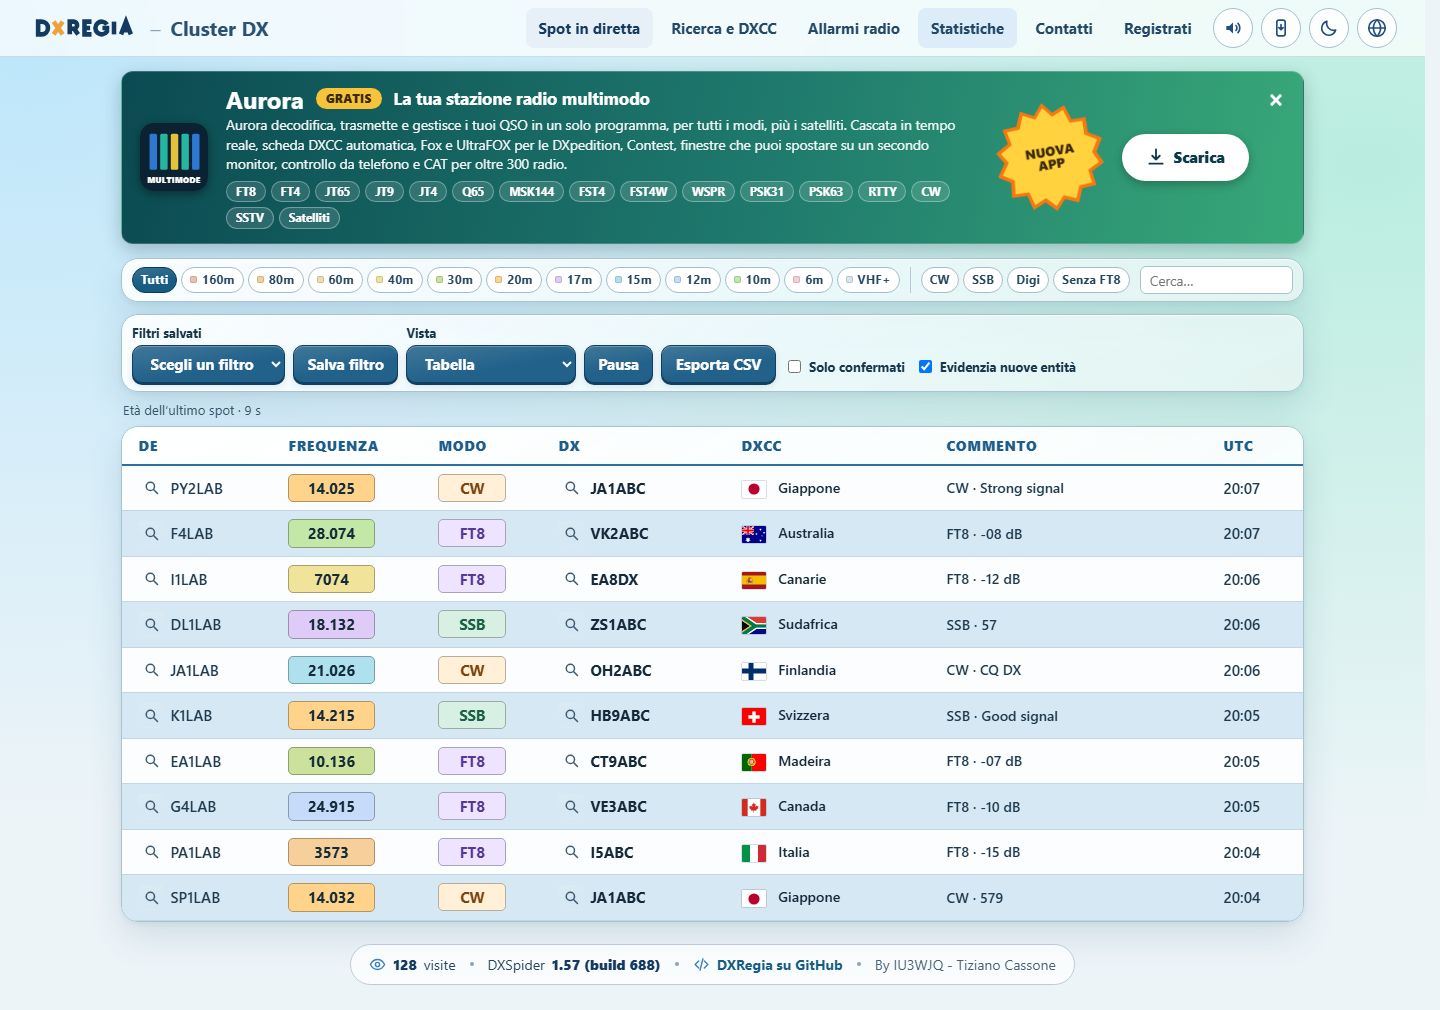 DXREGIA – Cluster DX
Spot in diretta Ricerca e DXCC Allarmi radio Statistiche Contatti Registrati
Aurora GRATIS La tua stazione radio multimodo
Aurora decodifica, trasmette e gestisce i tuoi QSO in un solo programma, per tutti i modi, più i satelliti. Cascata in tempo
reale, scheda DXCC automatica, Fox e UltraFOX per le DXpedition, Contest, finestre che puoi spostare su un secondo
monitor, controllo da telefono e CAT per oltre 300 radio.
MULTIMODE
FT8 FT4 JT65 JT9 JT4 Q65 MSK144 FST4 FST4W WSPR PSK31 PSK63 RTTY CW
SSTV Satelliti
NUOVA
APP
Scarica
Tutti 160m 80m 60m 40m 30m 20m 17m 15m 12m 10m 6m VHF+ CW SSB Digi Senza FT8 Cerca...
Filtri salvati Vista
Scegli un filtro Salva filtro Tabella Pausa Esporta CSV Solo confermati Evidenzia nuove entità
Età dell'ultimo spot · 9 s
DE FREQUENZA MODO DX DXCC COMMENTO UTC
PY2LAB 14.025 CW JA1ABC Giappone CW · Strong signal 20:07
F4LAB 28.074 FT8 VK2ABC Australia FT8 · -08 dB 20:07
I1LAB 7074 FT8 EA8DX Canarie FT8 · -12 dB 20:06
DL1LAB 18.132 SSB ZS1ABC Sudafrica SSB · 57 20:06
JA1LAB 21.026 CW OH2ABC Finlandia CW · CQ DX 20:06
K1LAB 14.215 SSB HB9ABC Svizzera SSB · Good signal 20:05
EA1LAB 10.136 FT8 CT9ABC Madeira FT8 · -07 dB 20:05
G4LAB 24.915 FT8 VE3ABC Canada FT8 · -10 dB 20:05
PA1LAB 3573 FT8 I5ABC Italia FT8 · -15 dB 20:04
SP1LAB 14.032 CW JA1ABC Giappone CW · 579 20:04
128 visite • DXSpider 1.57 (build 688) • DXRegia su GitHub • By IU3WJQ - Tiziano Cassone